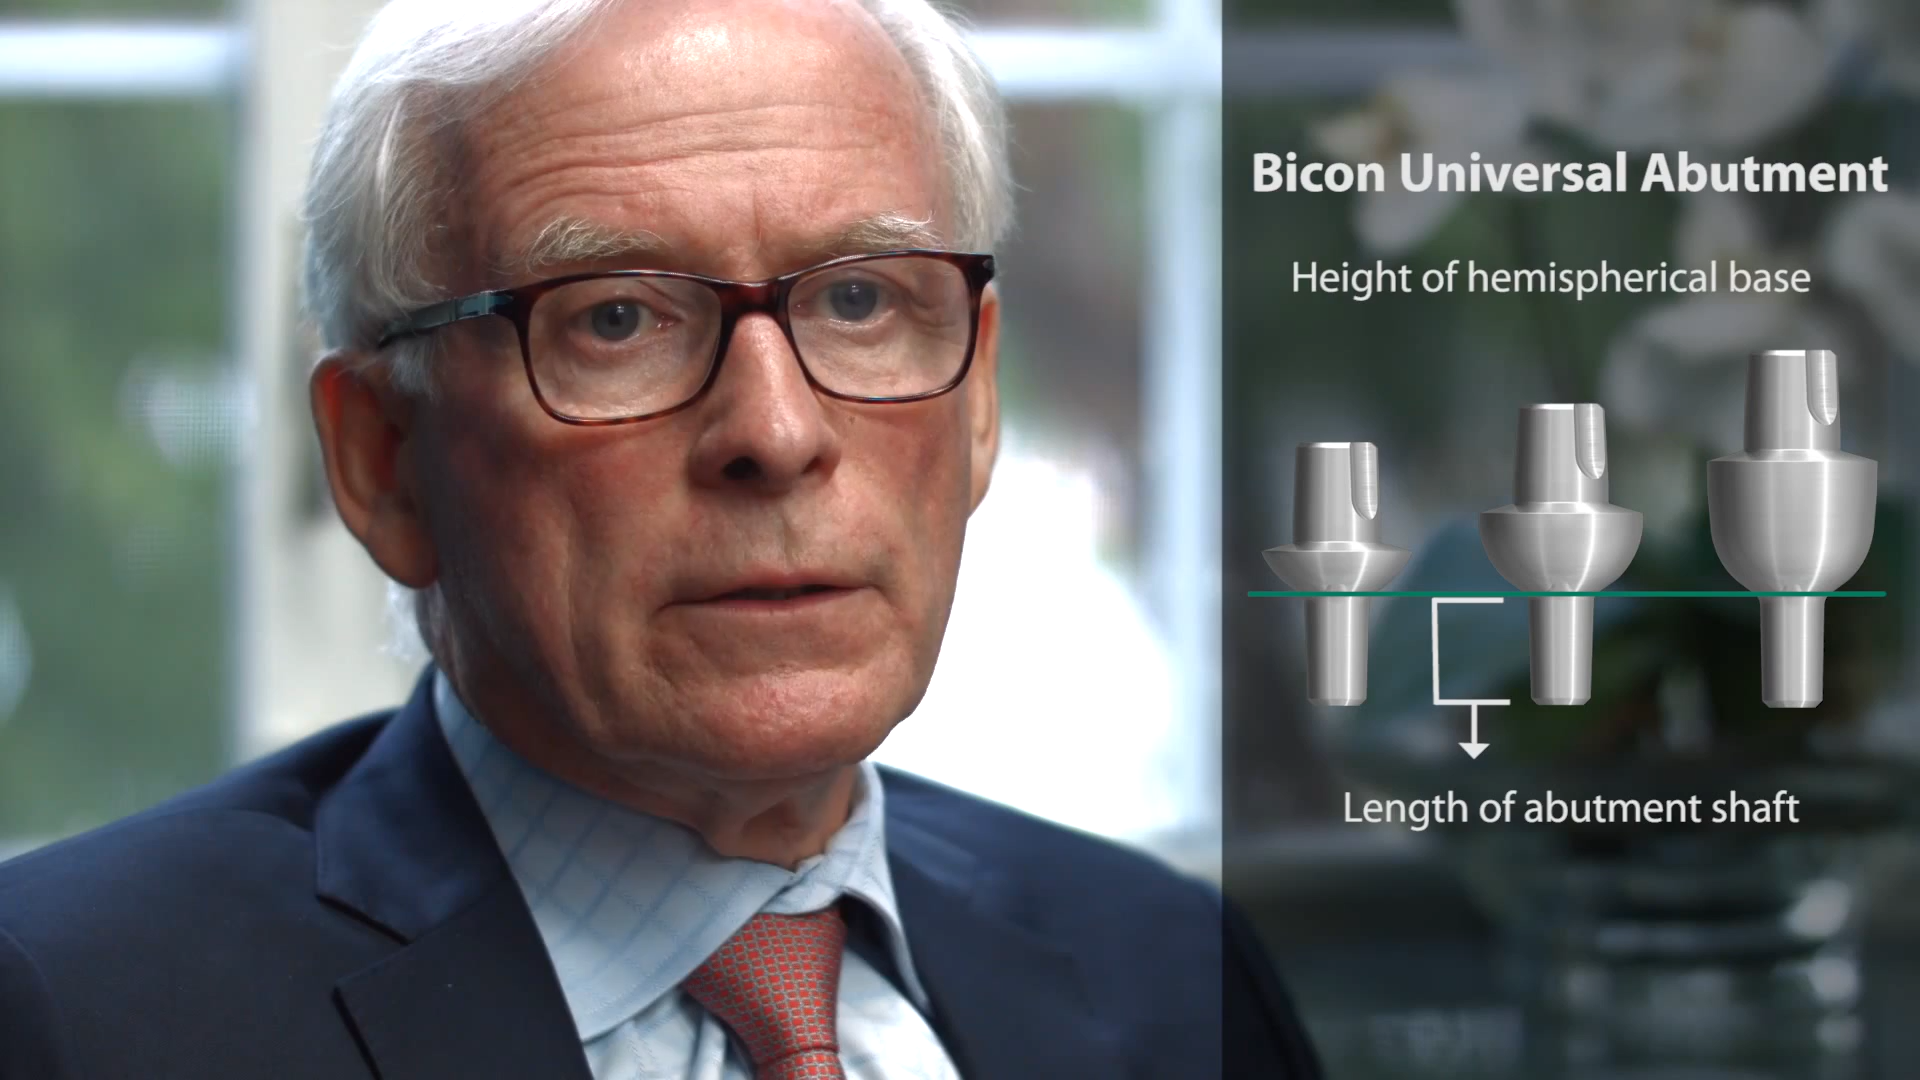 Bicon Universal Abutment
Height of hemispherical base
Length of abutment shaft